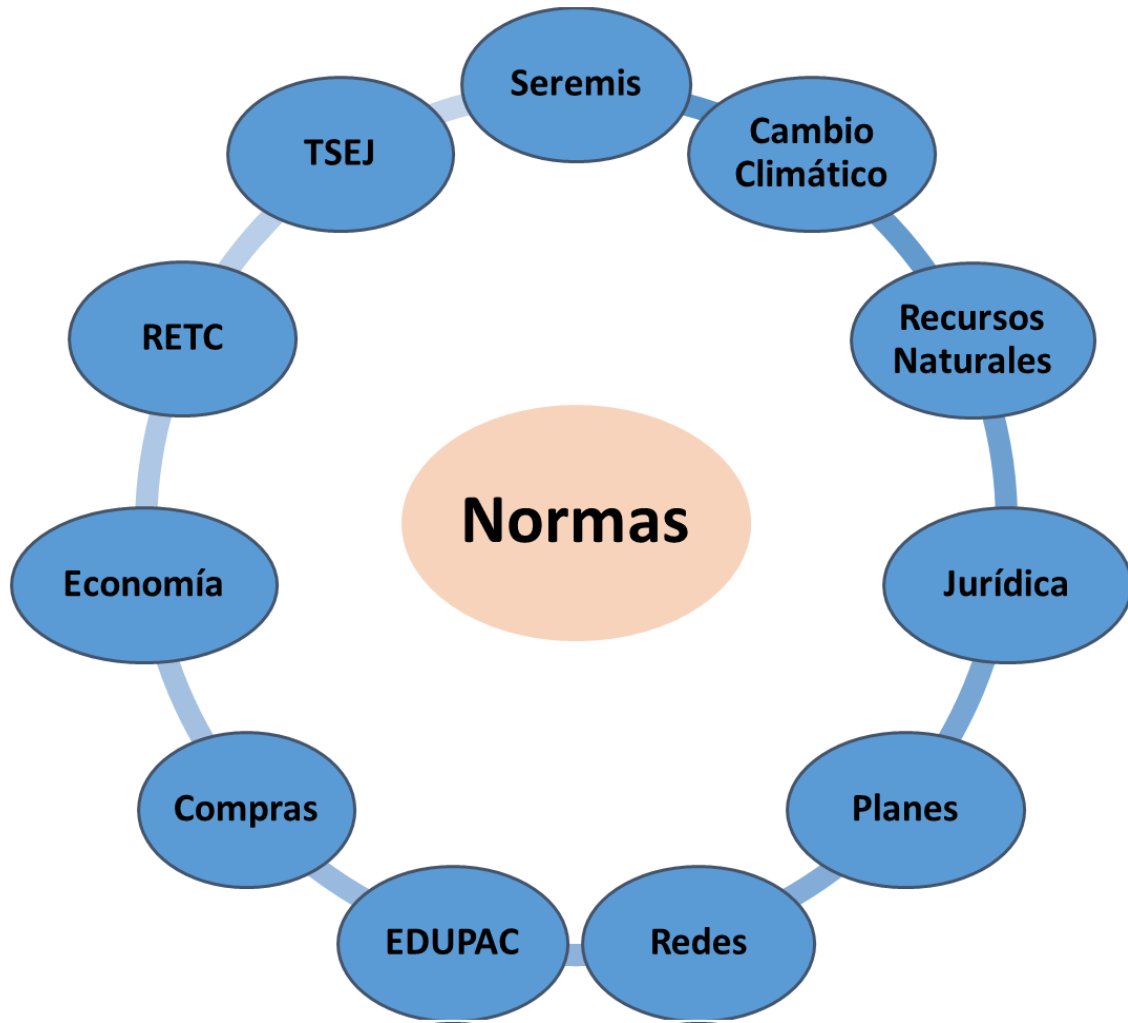 Seremis
Cambio
Climático
Recursos
Naturales
Jurídica
Planes
Redes
EDUPAC
Compras
Economía
RETC
TSEJ
Normas